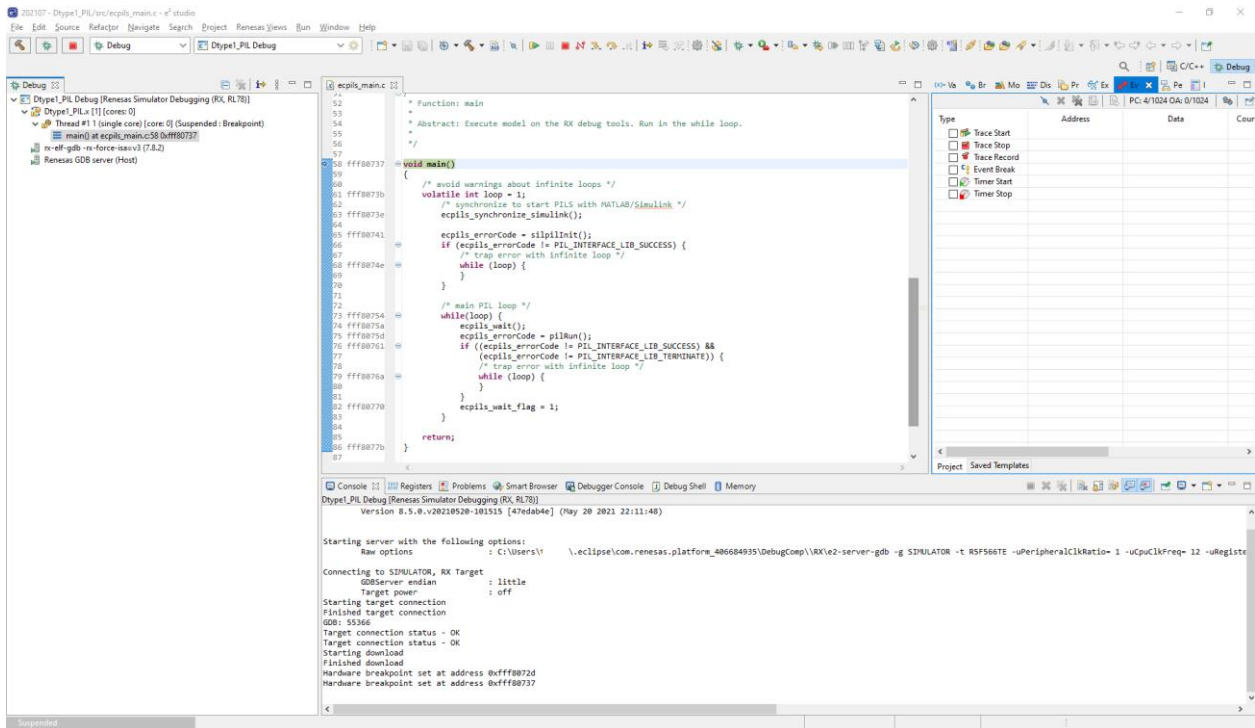 202107 - Dtype1_PIL/src/ecpils_main.c - e² studio
File Edit Source Refactor Navigate Search Project Renesas Views Run Window Help
Debug
Dtype1_PIL Debug
C/C++
Debug
Debug
Dtype1_PIL Debug [Renesas Simulator Debugging (RX, RL78)]
Dtype1_PIL.x [1] [cores: 0]
Thread #1 1 (single core) [core: 0] (Suspended : Breakpoint)
main() at ecpils_main.c:58 0xfff80737
rx-elf-gdb -rx-force-isa=v3 (7.8.2)
Renesas GDB server (Host)
ecpils_main.c
52 * Function: main
53 *
54 * Abstract: Execute model on the RX debug tools. Run in the while loop.
55 *
56 */
57
58 fff80737 void main()
59 {
60 /* avoid warnings about infinite loops */
61 fff8073b volatile int loop = 1;
62 /* synchronize to start PILS with MATLAB/Simulink */
63 fff8073e ecpils_synchronize_simulink();
64
65 fff80741 ecpils_errorCode = silpilInit();
66 if (ecpils_errorCode != PIL_INTERFACE_LIB_SUCCESS) {
67 /* trap error with infinite loop */
68 fff8074e while (loop) {
69 }
70 }
71
72 /* main PIL loop */
73 fff80754 while(loop) {
74 fff8075a ecpils_wait();
75 fff8075d ecpils_errorCode = pilRun();
76 fff80761 if ((ecpils_errorCode != PIL_INTERFACE_LIB_SUCCESS) &&
77 (ecpils_errorCode != PIL_INTERFACE_LIB_TERMINATE)) {
78 /* trap error with infinite loop */
79 fff8076a while (loop) {
80 }
81 }
82 fff80770 ecpils_wait_flag = 1;
83 }
84
85 return;
86 fff8077b }
87
Va Br Mo Dis Pr Ex Ev Pe
PC: 4/1024 OA: 0/1024
Type Address Data Cour
Trace Start
Trace Stop
Trace Record
Event Break
Timer Start
Timer Stop
Project Saved Templates
Console Registers Problems Smart Browser Debugger Console Debug Shell Memory
Dtype1_PIL Debug [Renesas Simulator Debugging (RX, RL78)]
Version 8.5.0.v20210520-101515 [47edab4e] (May 20 2021 22:11:48)
Starting server with the following options:
Raw options : C:\Users\ \.eclipse\com.renesas.platform_406684935\DebugComp\\RX\e2-server-gdb -g SIMULATOR -t R5F566TE -uPeripheralClkRatio= 1 -uCpuClkFreq= 12 -uRegiste
Connecting to SIMULATOR, RX Target
GDBServer endian : little
Target power : off
Starting target connection
Finished target connection
GDB: 55366
Target connection status - OK
Target connection status - OK
Starting download
Finished download
Hardware breakpoint set at address 0xfff8072d
Hardware breakpoint set at address 0xfff80737
Suspended